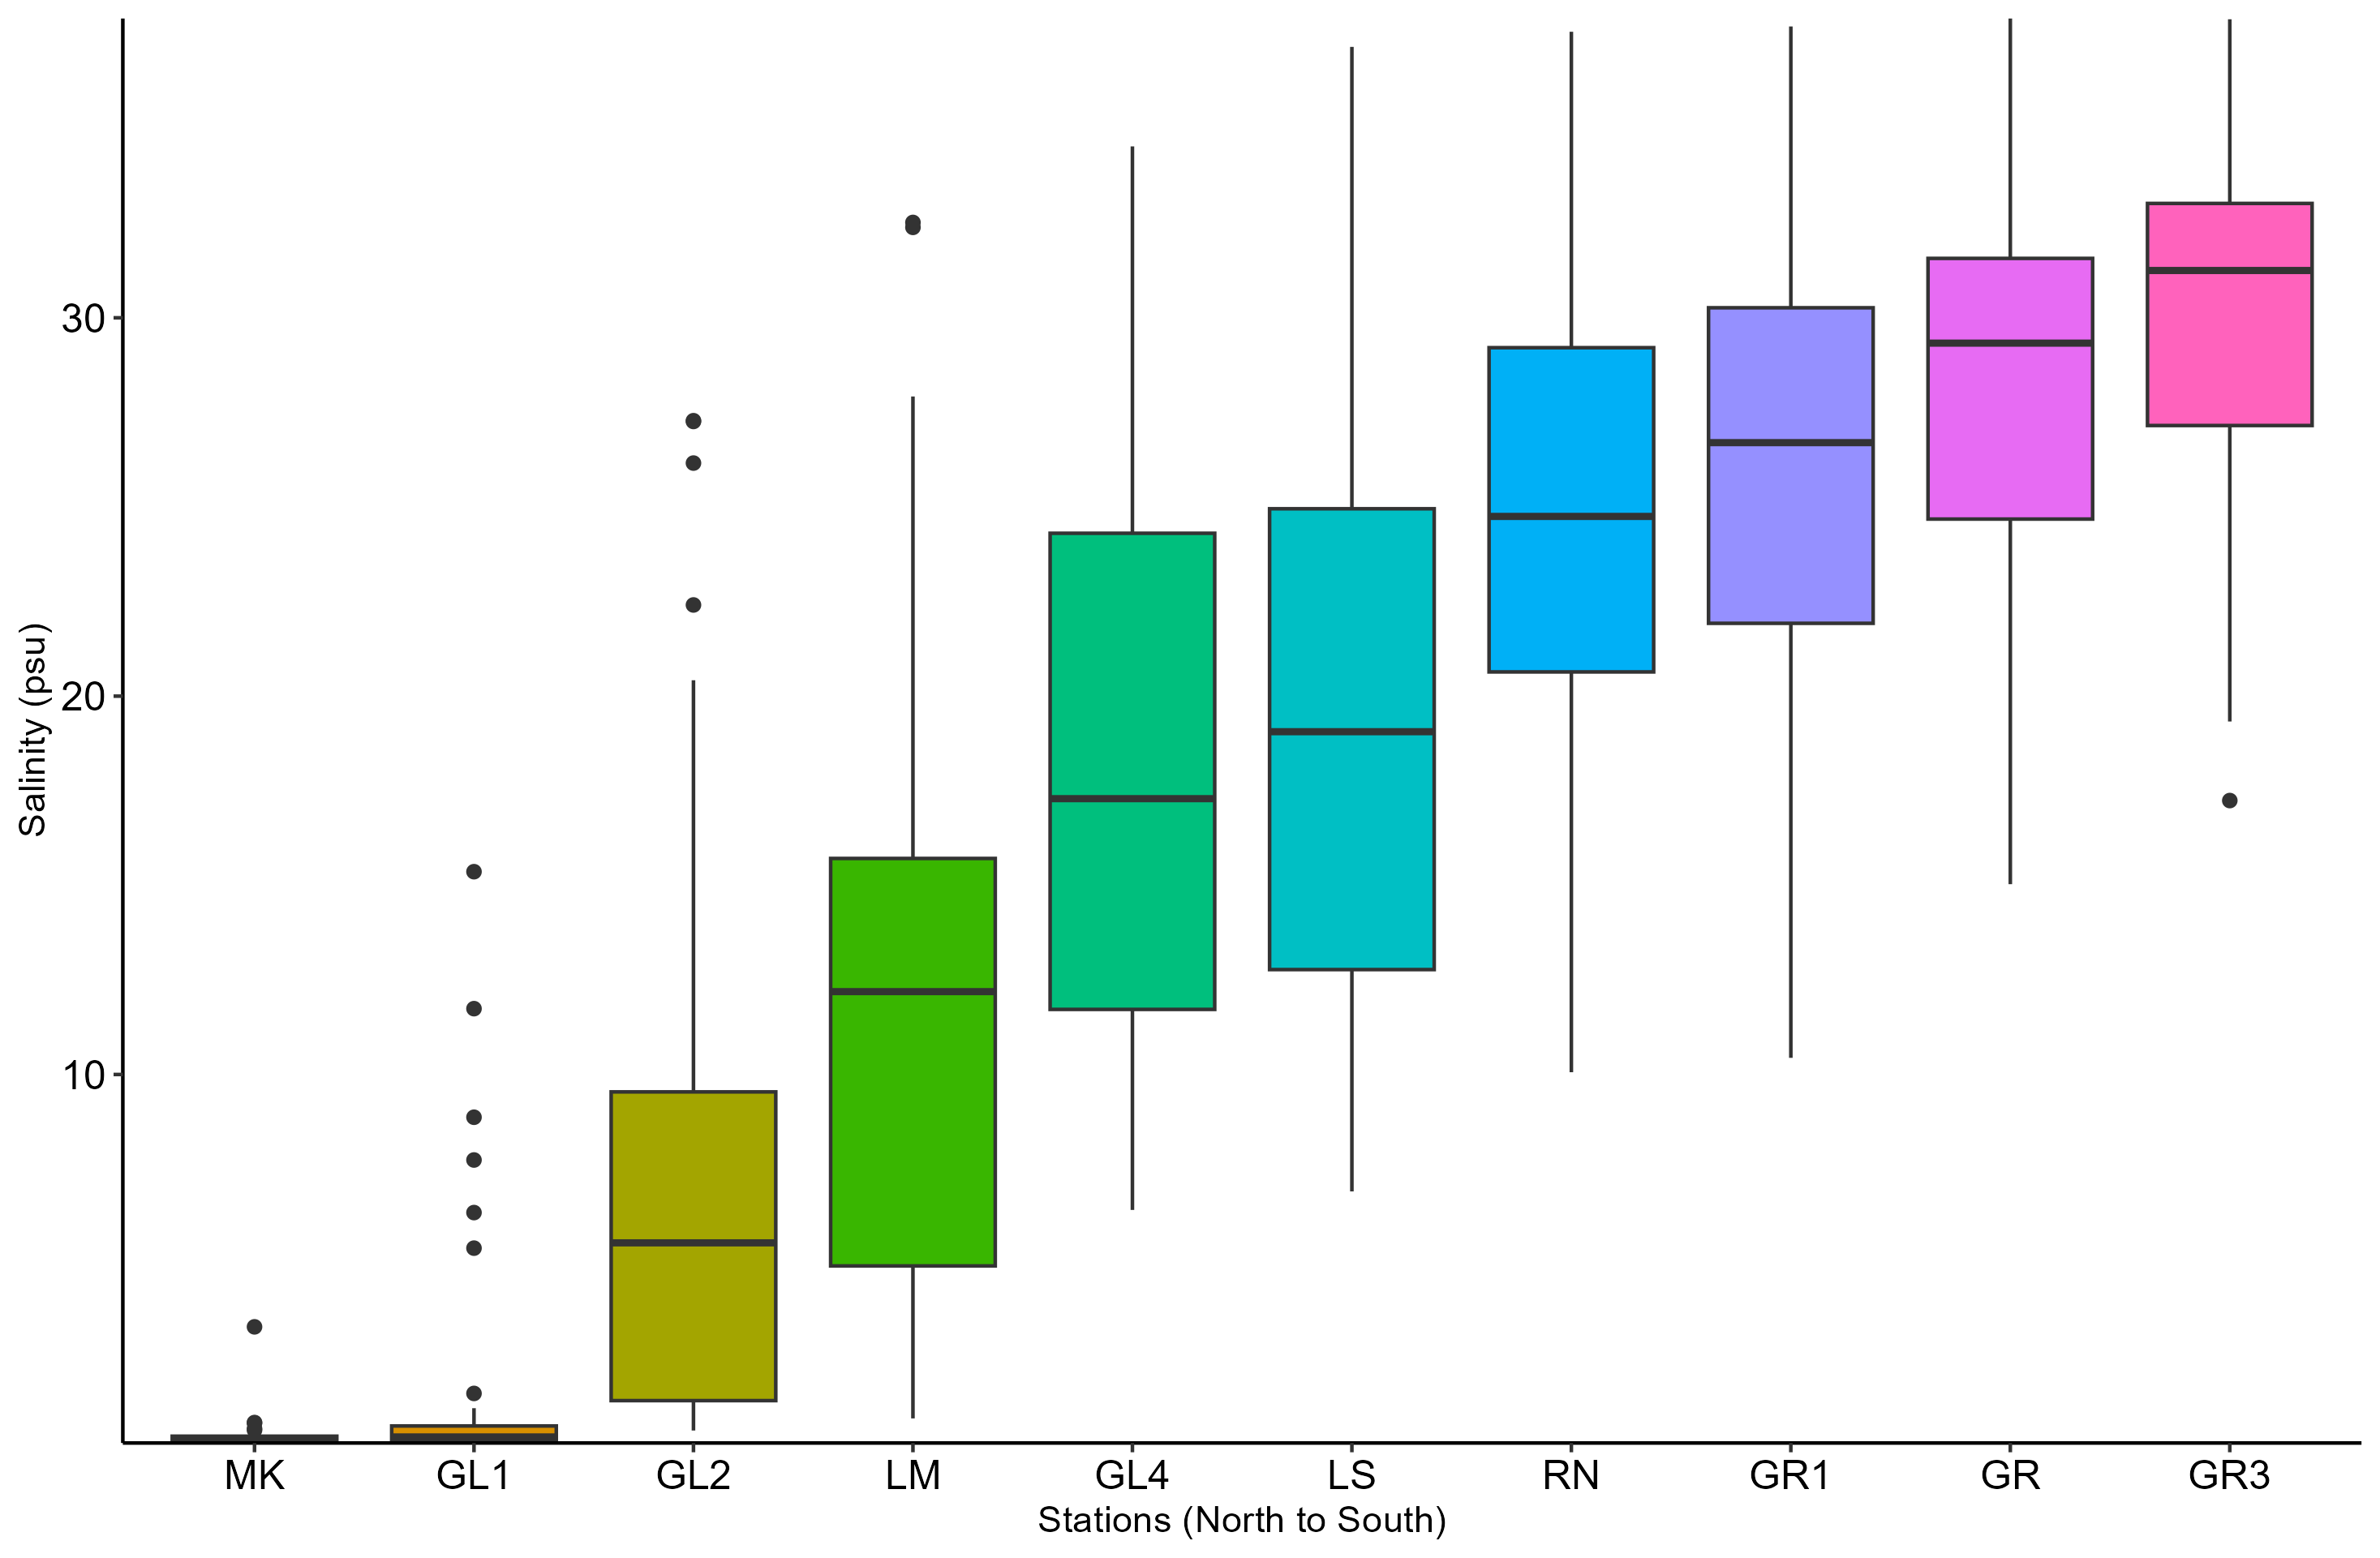 Salinity (psu)
30
20
10
MK GL1 GL2 LM GL4 LS RN GR1 GR GR3
Stations (North to South)